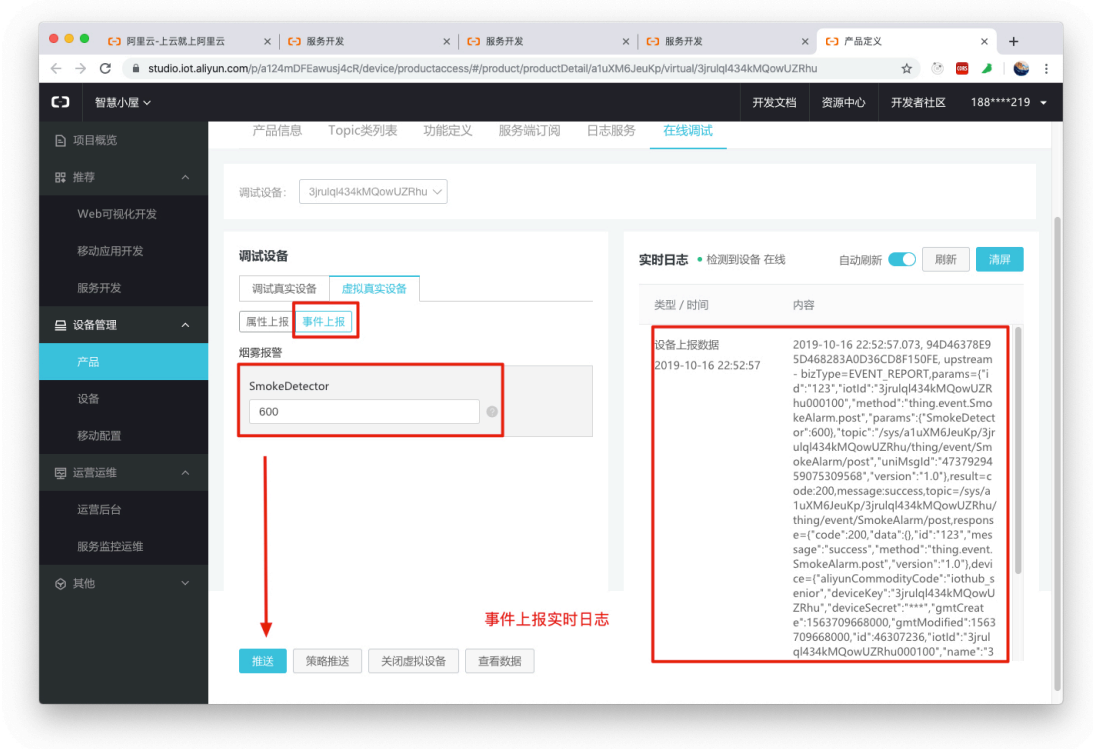 阿里云-上云就上阿里云
服务开发
服务开发
服务开发
产品定义
studio.iot.aliyun.com/p/a124mDFEawusj4cR/device/productaccess/#/product/productDetail/a1uXM6JeuKp/virtual/3jrulql434kMQowUZRhu
智慧小屋
开发文档
资源中心
开发者社区
188****219
项目概览
推荐
Web可视化开发
移动应用开发
服务开发
设备管理
产品
设备
移动配置
运营运维
运营后台
服务监控运维
其他
产品信息
Topic类列表
功能定义
服务端订阅
日志服务
在线调试
调试设备:
3jrulql434kMQowUZRhu
调试设备
调试真实设备
虚拟真实设备
属性上报
事件上报
烟雾报警
SmokeDetector
600
推送
策略推送
关闭虚拟设备
查看数据
事件上报实时日志
实时日志
检测到设备 在线
自动刷新
刷新
清屏
类型 / 时间
内容
设备上报数据
2019-10-16 22:52:57
2019-10-16 22:52:57.073, 94D46378E9
5D468283A0D36CD8F150FE, upstream
- bizType=EVENT_REPORT,params={"i
d":"123","iotId":"3jrulql434kMQowUZR
hu000100","method":"thing.event.Smo
keAlarm.post","params":{"SmokeDetect
or":600},"topic":"/sys/a1uXM6JeuKp/3jr
ulql434kMQowUZRhu/thing/event/Sm
okeAlarm/post","uniMsgId":"47379294
59075309568","version":"1.0"},result=c
ode:200,message:success,topic=/sys/a
1uXM6JeuKp/3jrulql434kMQowUZRhu/
thing/event/SmokeAlarm/post,respons
e={"code":200,"data":{},"id":"123","mes
sage":"success","method":"thing.event.
SmokeAlarm.post","version":"1.0"},devi
ce={"aliyunCommodityCode":"iothub_s
enior","deviceKey":"3jrulql434kMQowU
ZRhu","deviceSecret":"***","gmtCreat
e":1563709668000,"gmtModified":1563
709668000,"id":46307236,"iotId":"3jrul
ql434kMQowUZRhu000100","name":"3